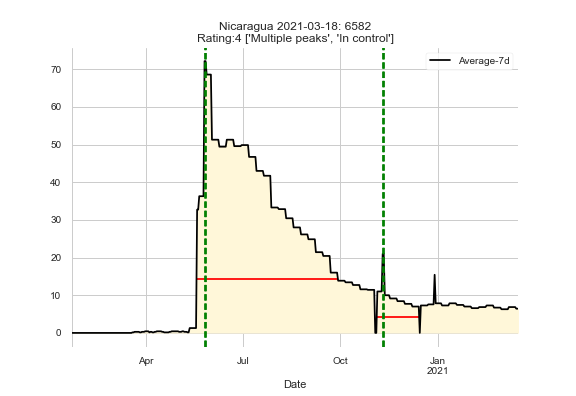 Nicaragua 2021-03-18: 6582
Rating:4 ['Multiple peaks', 'In control']
Average-7d
70
60
50
40
30
20
10
0
Apr
Jul
Oct
Jan
2021
Date